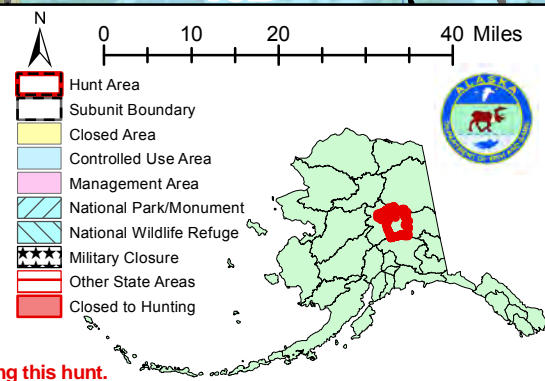 N
0 10 20 40 Miles
Hunt Area
Subunit Boundary
Closed Area
Controlled Use Area
Management Area
National Park/Monument
National Wildlife Refuge
Military Closure
Other State Areas
Closed to Hunting
ALASKA
ng this hunt.